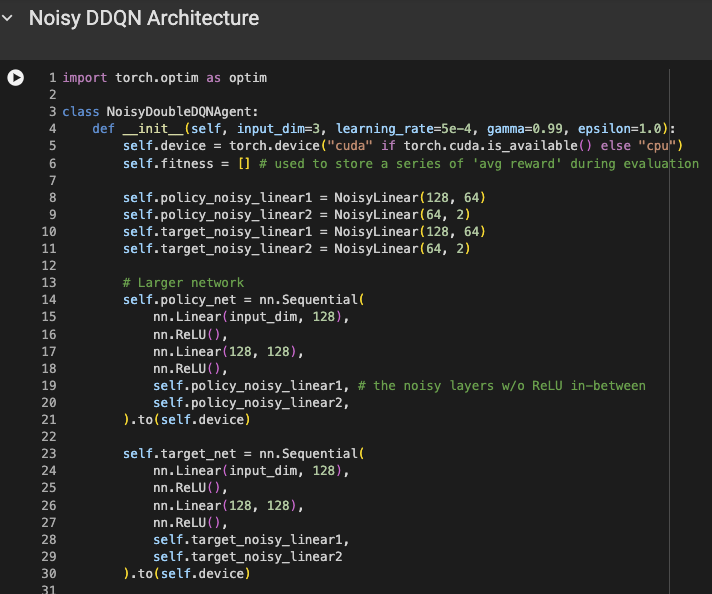 Noisy DDQN Architecture
1 import torch.optim as optim
2
3 class NoisyDoubleDQNAgent:
4     def __init__(self, input_dim=3, learning_rate=5e-4, gamma=0.99, epsilon=1.0):
5         self.device = torch.device("cuda" if torch.cuda.is_available() else "cpu")
6         self.fitness = [] # used to store a series of 'avg reward' during evaluation
7
8         self.policy_noisy_linear1 = NoisyLinear(128, 64)
9         self.policy_noisy_linear2 = NoisyLinear(64, 2)
10         self.target_noisy_linear1 = NoisyLinear(128, 64)
11         self.target_noisy_linear2 = NoisyLinear(64, 2)
12
13         # Larger network
14         self.policy_net = nn.Sequential(
15             nn.Linear(input_dim, 128),
16             nn.ReLU(),
17             nn.Linear(128, 128),
18             nn.ReLU(),
19             self.policy_noisy_linear1, # the noisy layers w/o ReLU in-between
20             self.policy_noisy_linear2,
21         ).to(self.device)
22
23         self.target_net = nn.Sequential(
24             nn.Linear(input_dim, 128),
25             nn.ReLU(),
26             nn.Linear(128, 128),
27             nn.ReLU(),
28             self.target_noisy_linear1,
29             self.target_noisy_linear2
30         ).to(self.device)
31